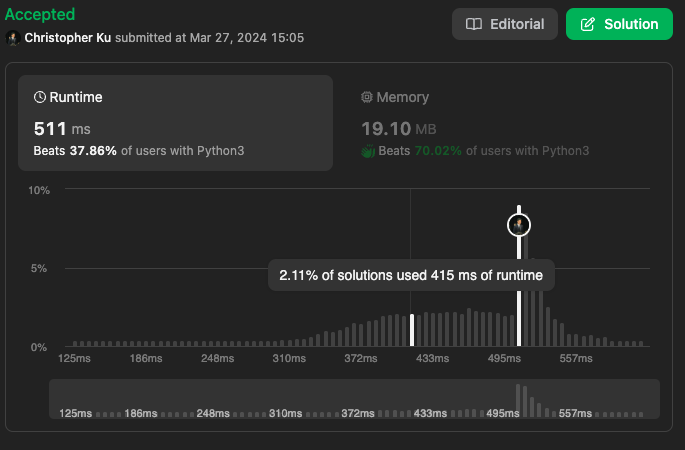 Accepted
Editorial
Solution
Christopher Ku submitted at Mar 27, 2024 15:05
Runtime
511 ms
Beats 37.86% of users with Python3
Memory
19.10 MB
Beats 70.02% of users with Python3
10%
5%
0%
2.11% of solutions used 415 ms of runtime
125ms 186ms 248ms 310ms 372ms 433ms 495ms 557ms
125ms 186ms 248ms 310ms 372ms 433ms 495ms 557ms